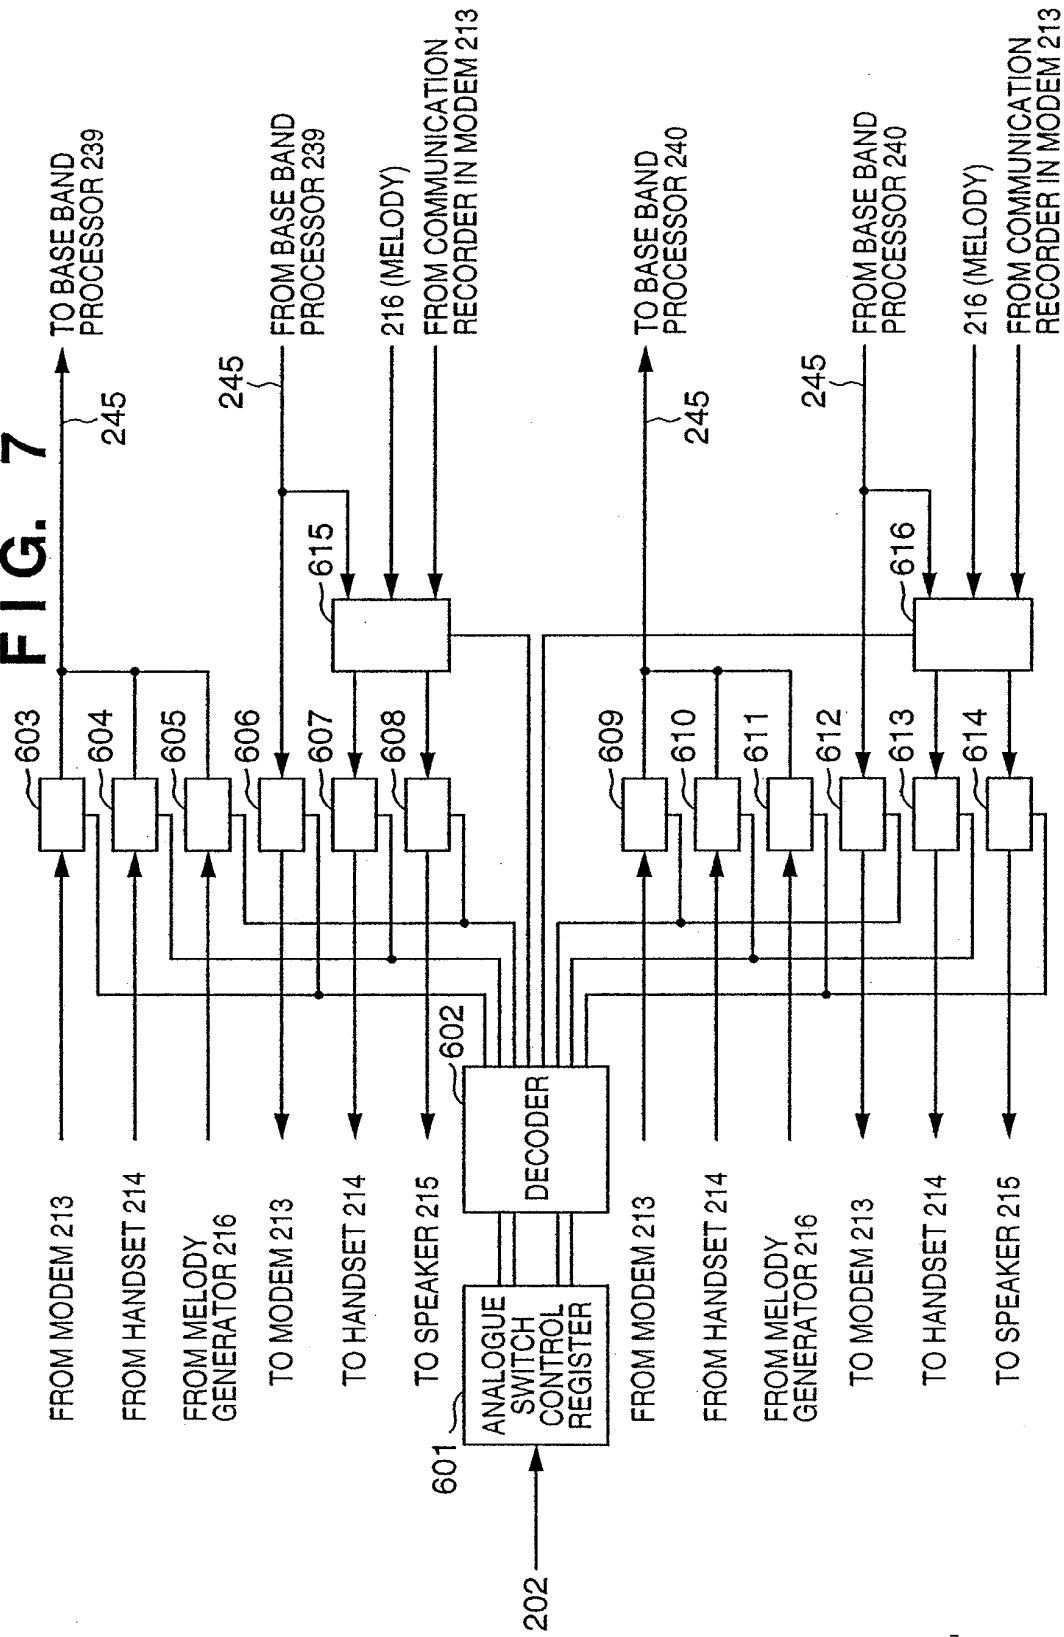 FIG. 7
FROM MODEM 213
603
245
TO BASE BAND
PROCESSOR 239
FROM HANDSET 214
604
FROM MELODY
GENERATOR 216
605
TO MODEM 213
606
245
FROM BASE BAND
PROCESSOR 239
TO HANDSET 214
607
615
216 (MELODY)
TO SPEAKER 215
608
FROM COMMUNICATION
RECORDER IN MODEM 213
202
601
ANALOGUE
SWITCH
CONTROL
REGISTER
602
DECODER
FROM MODEM 213
609
245
TO BASE BAND
PROCESSOR 240
FROM HANDSET 214
610
FROM MELODY
GENERATOR 216
611
TO MODEM 213
612
245
FROM BASE BAND
PROCESSOR 240
TO HANDSET 214
613
616
216 (MELODY)
TO SPEAKER 215
614
FROM COMMUNICATION
RECORDER IN MODEM 213